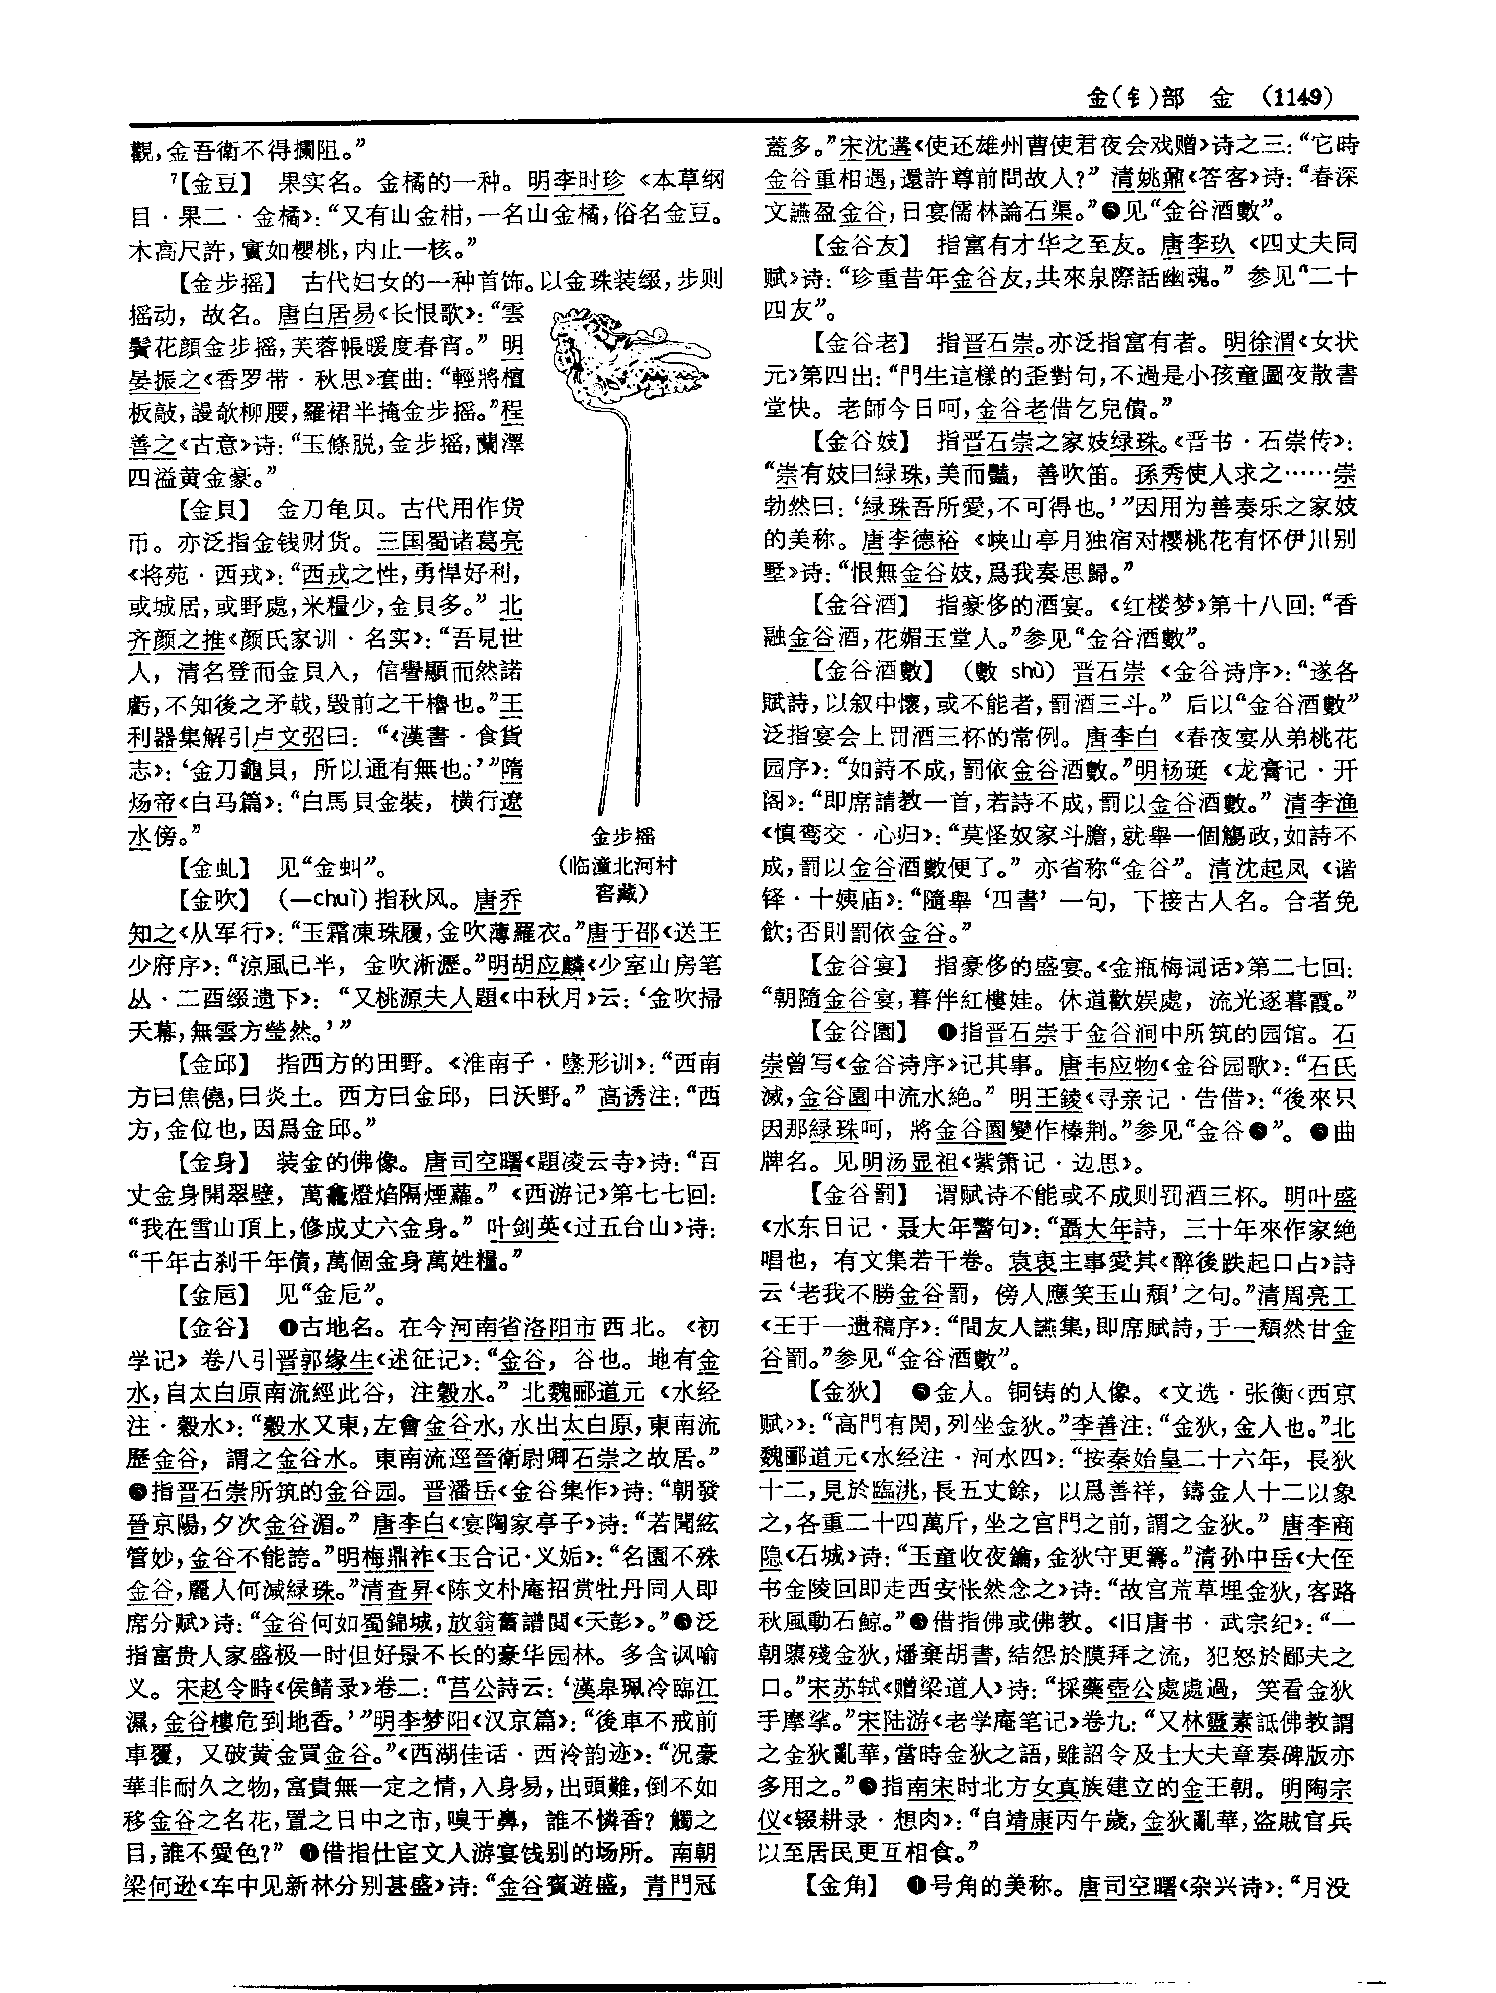 金(钅)部　金　(1149)
觀,金吾衛不得攔阻。”
⁷【金豆】　果实名。金橘的一种。明李时珍《本草纲
目·果二·金橘》:“又有山金柑,一名山金橘,俗名金豆。
木高尺許,實如櫻桃,内止一核。”
【金步摇】　古代妇女的一种首饰。以金珠装缀,步则
摇动，故名。唐白居易《长恨歌》:“雲
鬢花顔金步摇,芙蓉帳暖度春宵。”明
晏振之《香罗带·秋思》套曲:“輕將檀
板敲,謾欹柳腰,羅裙半掩金步摇。”程
善之《古意》诗:“玉條脱,金步摇,蘭澤
四溢黄金豪。”
【金貝】　金刀龟贝。古代用作货
币。亦泛指金钱财货。三国蜀诸葛亮
《将苑·西戎》:“西戎之性,勇悍好利,
或城居,或野處,米糧少,金貝多。”北
齐颜之推《颜氏家训·名实》:“吾見世
人，清名登而金貝入，信譽顯而然諾
虧,不知後之矛戟,毁前之干櫓也。”王
利器集解引卢文弨曰：“《漢書·食貨
志》:‘金刀龜貝，所以通有無也。’”隋
炀帝《白马篇》:“白馬貝金裝，横行遼
水傍。”
金步摇
(临潼北河村
窖藏)
【金虬】　见“金虯”。
【金吹】　(—chuī)指秋风。唐乔
知之《从军行》:“玉霜凍珠履,金吹薄羅衣。”唐于邵《送王
少府序》:“涼風已半，金吹淅瀝。”明胡应麟《少室山房笔
丛·二酉缀遗下》:“又桃源夫人題《中秋月》云:‘金吹掃
天幕,無雲方瑩然。’”
【金邱】　指西方的田野。《淮南子·墬形训》:“西南
方曰焦僥,曰炎土。西方曰金邱，曰沃野。”高诱注:“西
方,金位也,因爲金邱。”
【金身】　装金的佛像。唐司空曙《题凌云寺》诗:“百
丈金身開翠壁，萬龕燈焰隔煙蘿。”《西游记》第七七回:
“我在雪山頂上,修成丈六金身。”叶剑英《过五台山》诗:
“千年古刹千年債,萬個金身萬姓糧。”
【金巵】　见“金卮”。
【金谷】　❶古地名。在今河南省洛阳市西北。《初
学记》卷八引晋郭缘生《述征记》:“金谷，谷也。地有金
水,自太白原南流經此谷，注穀水。”北魏郦道元《水经
注·穀水》:“穀水又東,左會金谷水,水出太白原,東南流
歷金谷，謂之金谷水。東南流逕晉衛尉卿石崇之故居。”
❷指晋石崇所筑的金谷园。晋潘岳《金谷集作》诗:“朝發
晉京陽,夕次金谷湄。”唐李白《宴陶家亭子》诗:“若聞絃
管妙,金谷不能誇。”明梅鼎祚《玉合记·义姤》:“名園不殊
金谷,麗人何減緑珠。”清查昇《陈文朴庵招赏牡丹同人即
席分赋》诗:“金谷何如蜀錦城,放翁舊譜閲《天彭》。”❸泛
指富贵人家盛极一时但好景不长的豪华园林。多含讽喻
义。宋赵令畤《侯鲭录》卷二:“莒公詩云:‘漢皋珮冷臨江
濕,金谷樓危到地香。’”明李梦阳《汉京篇》:“後車不戒前
車覆，又破黄金買金谷。”《西湖佳话·西泠韵迹》:“况豪
華非耐久之物,富貴無一定之情,入身易,出頭難,倒不如
移金谷之名花,置之日中之市,嗅于鼻，誰不憐香？觸之
目,誰不愛色?”❹借指仕宦文人游宴饯别的场所。南朝
梁何逊《车中见新林分别甚盛》诗:“金谷賓遊盛，青門冠
蓋多。”宋沈遘《使还雄州曹使君夜会戏赠》诗之三:“它時
金谷重相遇,還許尊前問故人?”清姚鼐《答客》诗:“春深
文讌盈金谷,日宴儒林論石渠。”❺见“金谷酒數”。
【金谷友】　指富有才华之至友。唐李玖《四丈夫同
赋》诗:“珍重昔年金谷友,共來泉際話幽魂。”参见“二十
四友”。
【金谷老】　指晋石崇。亦泛指富有者。明徐渭《女状
元》第四出:“門生這樣的歪對句,不過是小孩童圖夜散書
堂快。老師今日呵,金谷老借乞兒債。”
【金谷妓】　指晋石崇之家妓绿珠。《晋书·石崇传》:
“崇有妓曰緑珠,美而豔，善吹笛。孫秀使人求之……崇
勃然曰:‘緑珠吾所愛,不可得也。’”因用为善奏乐之家妓
的美称。唐李德裕《峡山亭月独宿对樱桃花有怀伊川别
墅》诗:“恨無金谷妓,爲我奏思歸。”
【金谷酒】　指豪侈的酒宴。《红楼梦》第十八回:“香
融金谷酒,花媚玉堂人。”参见“金谷酒數”。
【金谷酒數】　(數 shù)　晋石崇《金谷诗序》:“遂各
賦詩,以叙中懷,或不能者,罰酒三斗。”后以“金谷酒數”
泛指宴会上罚酒三杯的常例。唐李白《春夜宴从弟桃花
园序》:“如詩不成,罰依金谷酒數。”明杨珽《龙膏记·开
阁》:“即席請教一首,若詩不成,罰以金谷酒數。”清李渔
《慎鸾交·心归》:“莫怪奴家斗膽,就舉一個觴政,如詩不
成,罰以金谷酒數便了。”亦省称“金谷”。清沈起凤《谐
铎·十姨庙》:“隨舉‘四書’一句，下接古人名。合者免
飲;否則罰依金谷。”
【金谷宴】　指豪侈的盛宴。《金瓶梅词话》第二七回:
“朝隨金谷宴,暮伴紅樓娃。休道歡娱處，流光逐暮霞。”
【金谷園】　❶指晋石崇于金谷涧中所筑的园馆。石
崇曾写《金谷诗序》记其事。唐韦应物《金谷园歌》:“石氏
滅,金谷園中流水絶。”明王錂《寻亲记·告借》:“後來只
因那緑珠呵，將金谷園變作榛荆。”参见“金谷❷”。❷曲
牌名。见明汤显祖《紫箫记·边思》。
【金谷罰】　谓赋诗不能或不成则罚酒三杯。明叶盛
《水东日记·聂大年警句》:“聶大年詩，三十年來作家絶
唱也，有文集若干卷。袁衷主事愛其《醉後跌起口占》詩
云‘老我不勝金谷罰，傍人應笑玉山頹’之句。”清周亮工
《王于一遗稿序》:“間友人讌集,即席賦詩,于一頹然甘金
谷罰。”参见“金谷酒數”。
【金狄】　❶金人。铜铸的人像。《文选·张衡〈西京
赋〉》:“高門有閌,列坐金狄。”李善注:“金狄,金人也。”北
魏郦道元《水经注·河水四》:“按秦始皇二十六年，長狄
十二,見於臨洮,長五丈餘，以爲善祥，鑄金人十二以象
之,各重二十四萬斤,坐之宫門之前,謂之金狄。”唐李商
隐《石城》诗:“玉童收夜鑰,金狄守更籌。”清孙中岳《大侄
书金陵回即走西安怅然念之》诗:“故宫荒草埋金狄,客路
秋風動石鯨。”❷借指佛或佛教。《旧唐书·武宗纪》:“一
朝隳殘金狄,燔棄胡書,結怨於膜拜之流，犯怒於鄙夫之
口。”宋苏轼《赠梁道人》诗:“採藥壺公處處過，笑看金狄
手摩挲。”宋陆游《老学庵笔记》卷九:“又林靈素詆佛教謂
之金狄亂華,當時金狄之語,雖詔令及士大夫章奏碑版亦
多用之。”❸指南宋时北方女真族建立的金王朝。明陶宗
仪《辍耕录·想肉》:“自靖康丙午歲,金狄亂華,盗賊官兵
以至居民更互相食。”
【金角】　❶号角的美称。唐司空曙《杂兴诗》:“月没